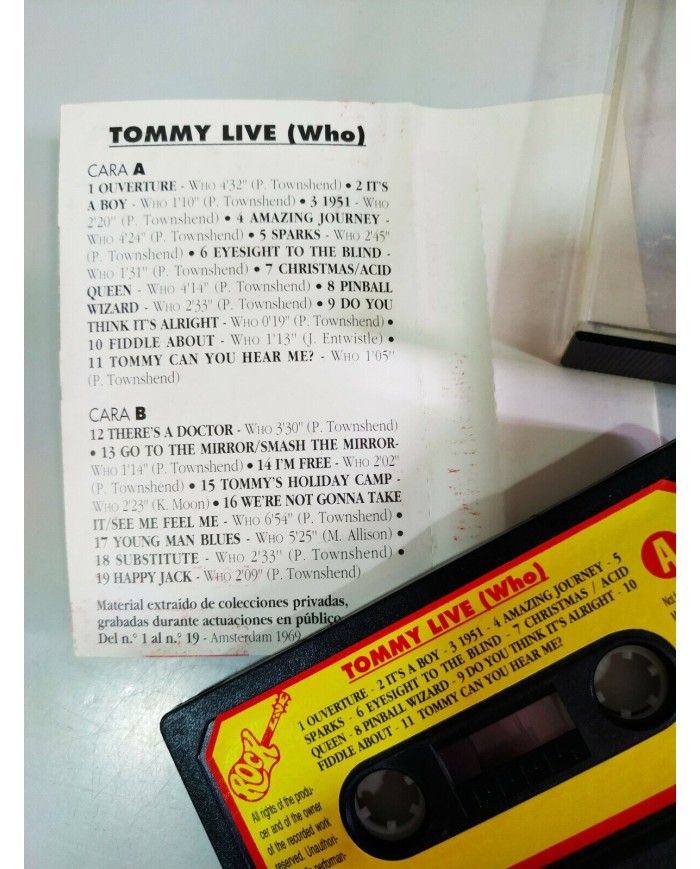 TOMMY LIVE (Who)
CARA A
1 OUVERTURE - WHO 4'32" (P. Townshend) • 2 IT'S
A BOY - WHO 1'10" (P. Townshend) • 3 1951 - WHO
2'20" (P. Townshend) • 4 AMAZING JOURNEY -
WHO 4'24" (P. Townshend) • 5 SPARKS - WHO 2'45"
(P. Townshend) • 6 EYESIGHT TO THE BLIND -
WHO 1'31" (P. Townshend) • 7 CHRISTMAS/ACID
QUEEN - WHO 4'14" (P. Townshend) • 8 PINBALL
WIZARD - WHO 2'33" (P. Townshend) • 9 DO YOU
THINK IT'S ALRIGHT - WHO 0'19" (P. Townshend) •
10 FIDDLE ABOUT - WHO 1'13" (J. Entwistle) •
11 TOMMY CAN YOU HEAR ME? - WHO 1'05"
(P. Townshend)
CARA B
12 THERE'S A DOCTOR - WHO 3'30" (P. Townshend)
• 13 GO TO THE MIRROR/SMASH THE MIRROR-
WHO 1'14" (P. Townshend) • 14 I'M FREE - WHO 2'02"
(P. Townshend) • 15 TOMMY'S HOLIDAY CAMP -
WHO 2'23" (K. Moon) • 16 WE'RE NOT GONNA TAKE
IT/SEE ME FEEL ME - WHO 6'54" (P. Townshend) •
17 YOUNG MAN BLUES - WHO 5'25" (M. Allison) •
18 SUBSTITUTE - WHO 2'33" (P. Townshend) •
19 HAPPY JACK - WHO 2'09" (P. Townshend)
Material extraido de colecciones privadas,
grabadas durante actuaciones en público.
Del n.º 1 al n.º 19 - Amsterdam 1969
TOMMY LIVE (Who)
A
1 OUVERTURE - 2 IT'S A BOY - 3 1951 - 4 AMAZING JOURNEY - 5
SPARKS - 6 EYESIGHT TO THE BLIND - 7 CHRISTMAS / ACID
QUEEN - 8 PINBALL WIZARD - 9 DO YOU THINK IT'S ALRIGHT - 10
FIDDLE ABOUT - 11 TOMMY CAN YOU HEAR ME?
ROCK
All rights of the produ-
cer and of the owner
of the recorded work
reserved. Unauthori-